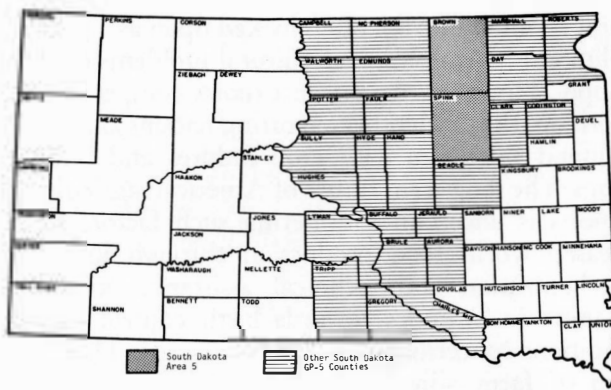 PERKINS CORSON CAMPBELL MC PHERSON BROWN MARSHALL ROBERTS
WALWORTH EDMUNDS DAY
ZIEBACH DEWEY GRANT
POTTER FAULK SPINK CLARK CODINGTON
MEADE DEUEL
SULLY HYDE HAND HAMLIN
STANLEY BEADLE KINGSBURY BROOKINGS
HAAKON HUGHES
JONES LYMAN BUFFALO JERAULD SANBORN MINER LAKE MOODY
JACKSON BRULE AURORA DAVISON HANSON MC COOK MINNEHAHA
WASHABAUGH MELLETTE TRIPP
DOUGLAS HUTCHINSON TURNER LINCOLN
SHANNON BENNETT TODD GREGORY CHARLES MIX
BON HOMME YANKTON CLAY UNION
South Dakota
Area 5
Other South Dakota
GP-5 Counties